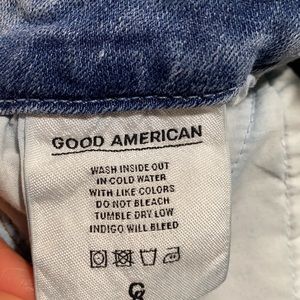 GOOD AMERICAN
WASH INSIDE OUT
IN COLD WATER
WITH LIKE COLORS
DO NOT BLEACH
TUMBLE DRY LOW
INDIGO WILL BLEED